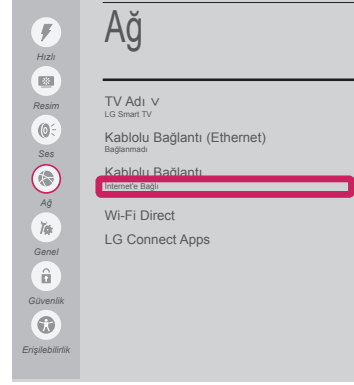 Ağ
Hızlı
Resim
Ses
Ağ
Genel
Güvenlik
Erişilebilirlik
TV Adı
LG Smart TV
Kablolu Bağlantı (Ethernet)
Bağlanmadı
Kablolu Bağlantı
İnternet'e Bağlı
Wi-Fi Direct
LG Connect Apps